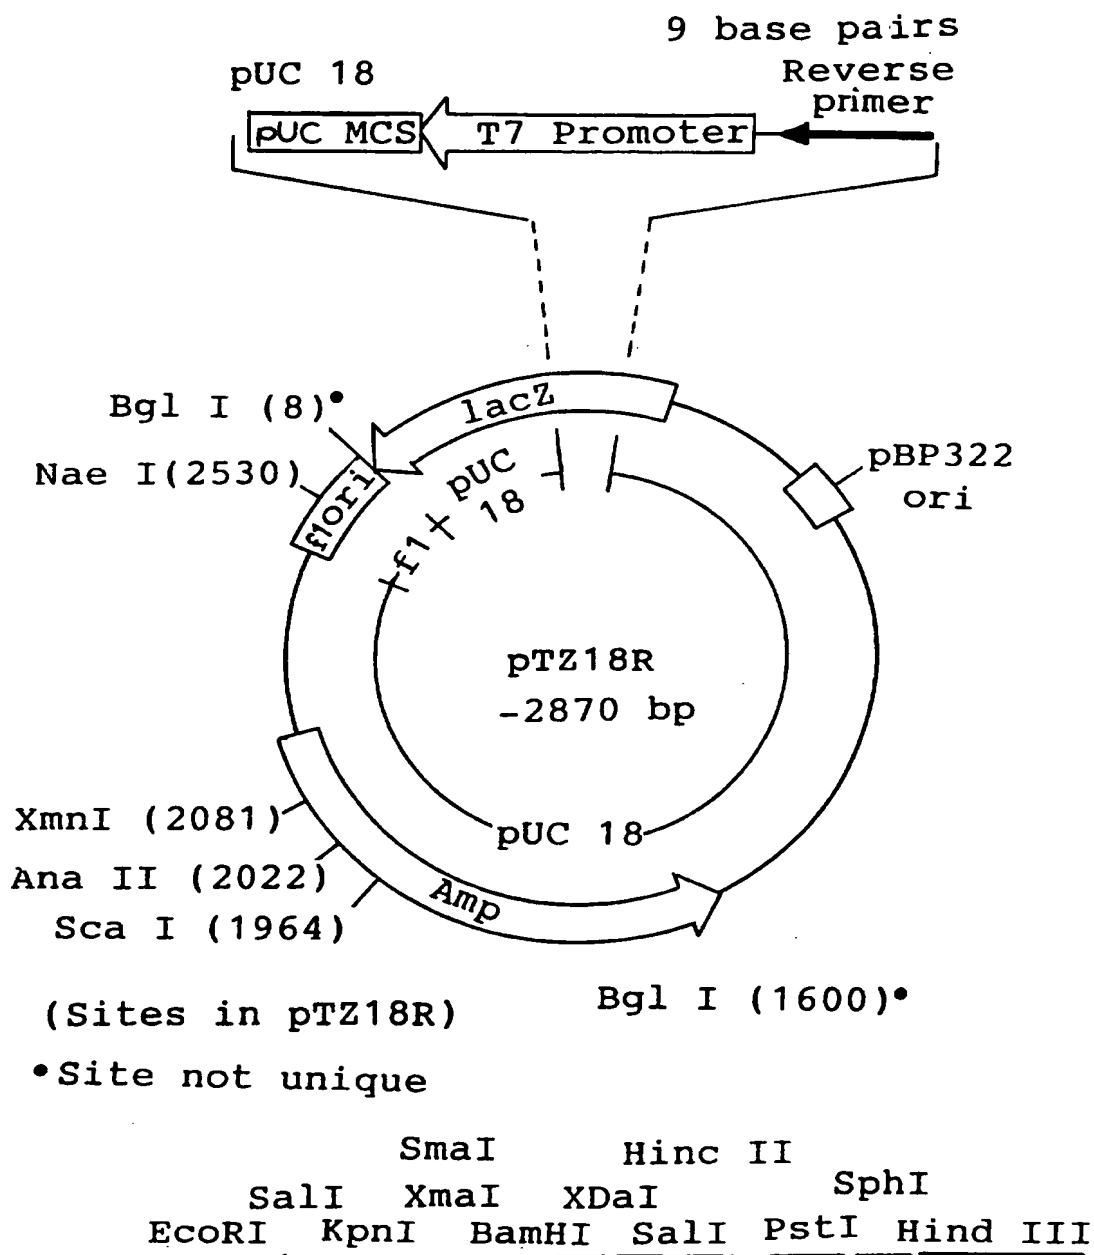 9 base pairs
pUC 18
Reverse
primer
pUC MCS
T7 Promoter
Bgl I (8)•
lacZ
Nae I(2530)
pBP322
ori
f1ori
pUC
18
f1
pTZ18R
-2870 bp
XmnI (2081)
pUC 18
Ana II (2022)
Amp
Sca I (1964)
Bgl I (1600)•
(Sites in pTZ18R)
•Site not unique
SmaI Hinc II
SalI XmaI XDaI SphI
EcoRI KpnI BamHI SalI PstI Hind III